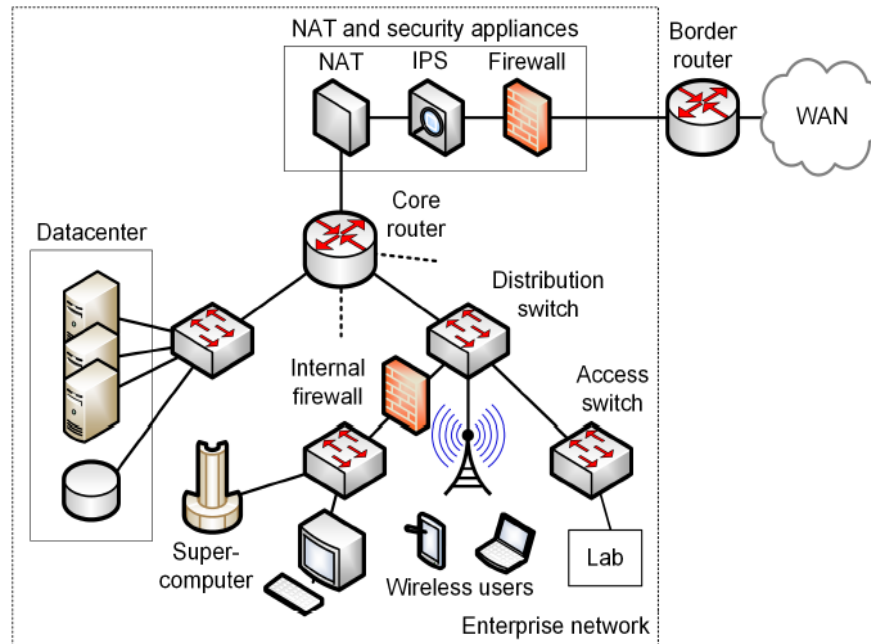 NAT and security appliances
NAT
IPS
Firewall
Border
router
WAN
Core
router
Datacenter
Distribution
switch
Internal
firewall
Access
switch
Super-
computer
Wireless users
Lab
Enterprise network